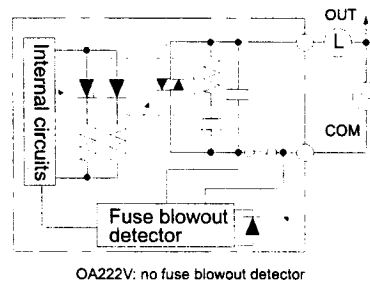 OUT
L
Internal circuits
COM
Fuse blowout
detector
OA222V: no fuse blowout detector